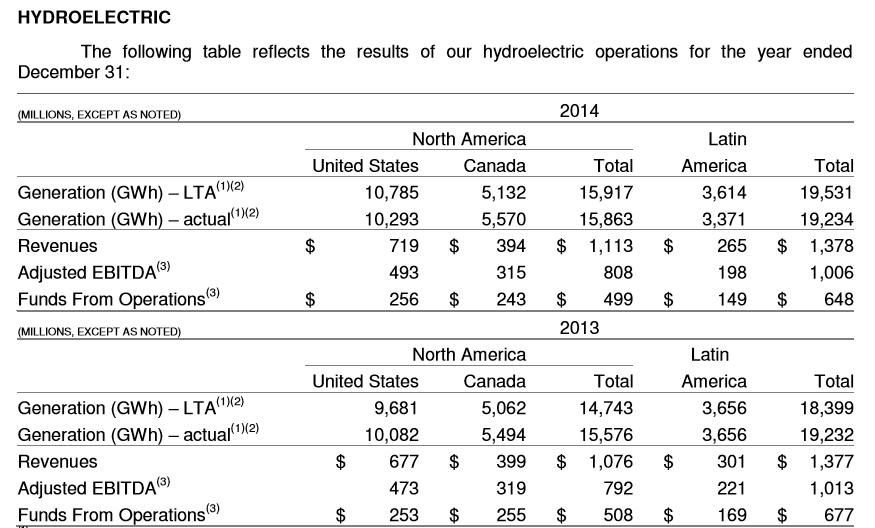 HYDROELECTRIC
The following table reflects the results of our hydroelectric operations for the year ended
December 31:
(MILLIONS, EXCEPT AS NOTED) 2014
North America Latin
United States Canada Total America Total
Generation (GWh) – LTA(1)(2) 10,785 5,132 15,917 3,614 19,531
Generation (GWh) – actual(1)(2) 10,293 5,570 15,863 3,371 19,234
Revenues $ 719 $ 394 $ 1,113 $ 265 $ 1,378
Adjusted EBITDA(3) 493 315 808 198 1,006
Funds From Operations(3) $ 256 $ 243 $ 499 $ 149 $ 648
(MILLIONS, EXCEPT AS NOTED) 2013
North America Latin
United States Canada Total America Total
Generation (GWh) – LTA(1)(2) 9,681 5,062 14,743 3,656 18,399
Generation (GWh) – actual(1)(2) 10,082 5,494 15,576 3,656 19,232
Revenues $ 677 $ 399 $ 1,076 $ 301 $ 1,377
Adjusted EBITDA(3) 473 319 792 221 1,013
Funds From Operations(3) $ 253 $ 255 $ 508 $ 169 $ 677